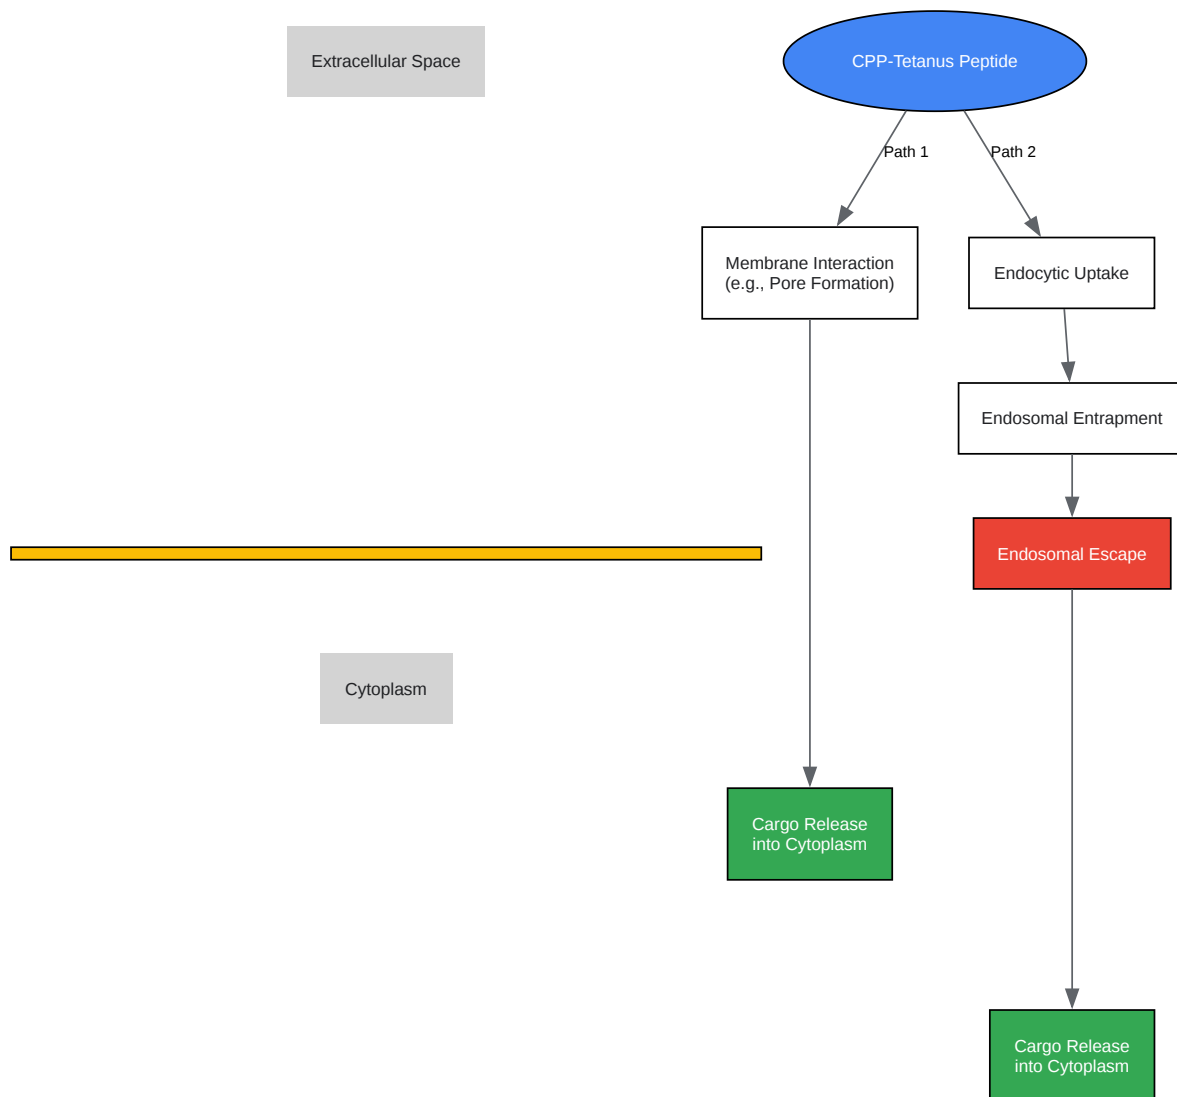 Extracellular Space
CPP-Tetanus Peptide
Path 1
Path 2
Membrane Interaction
(e.g., Pore Formation)
Endocytic Uptake
Endosomal Entrapment
Endosomal Escape
Cytoplasm
Cargo Release
into Cytoplasm
Cargo Release
into Cytoplasm